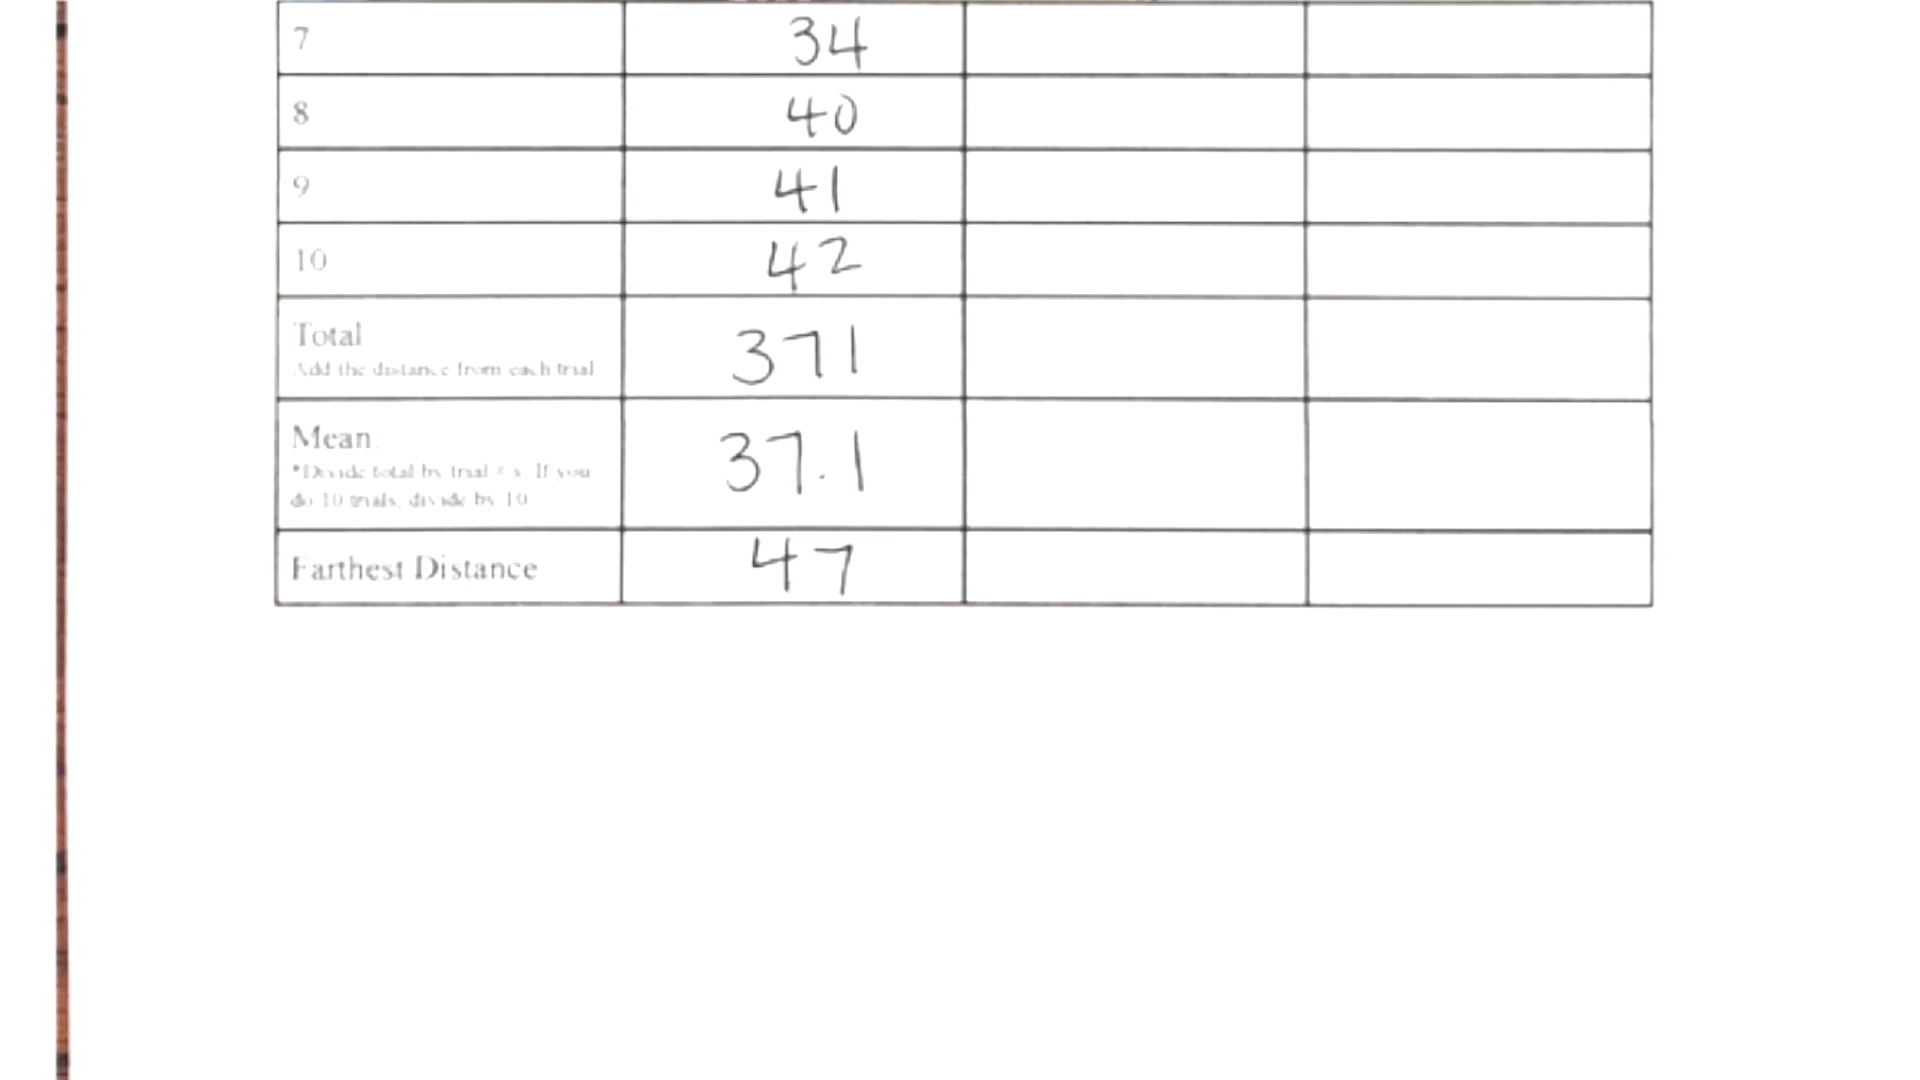 7 34
8 40
9 41
10 42
Total 371
Add the distance from each trial
Mean 37.1
*Divide total by trial #'s. If you
do 10 trials, divide by 10
Farthest Distance 47